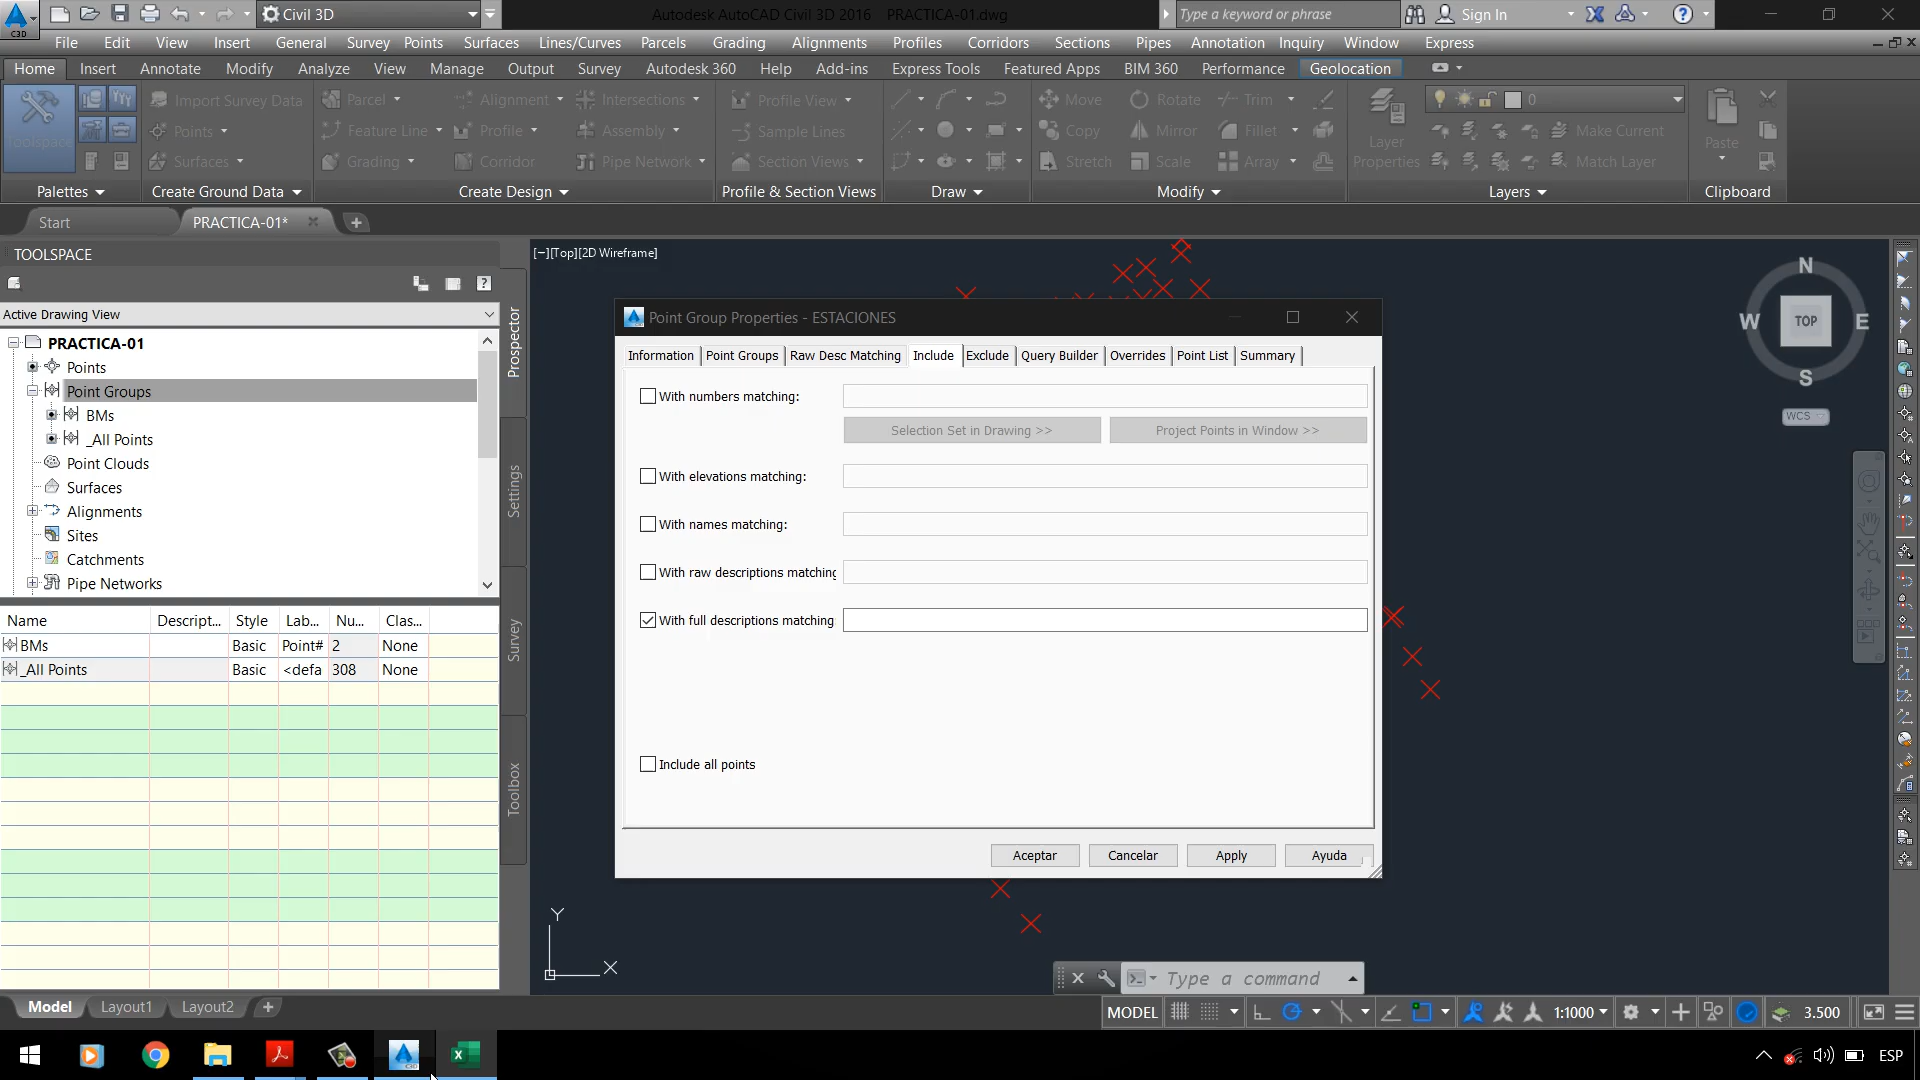 Civil 3D
Autodesk AutoCAD Civil 3D 2016 PRACTICA-01.dwg
Type a keyword or phrase
Sign In
C3D
File Edit View Insert General Survey Points Surfaces Lines/Curves Parcels Grading Alignments Profiles Corridors Sections Pipes Annotation Inquiry Window Express
Home Insert Annotate Modify Analyze View Manage Output Survey Autodesk 360 Help Add-ins Express Tools Featured Apps BIM 360 Performance Geolocation
Import Survey Data Parcel Alignment Intersections Profile View Move Rotate Trim 0
Toolspace Points Feature Line Profile Assembly Sample Lines Copy Mirror Fillet Layer Properties Make Current Paste
Surfaces Grading Corridor Pipe Network Section Views Stretch Scale Array Match Layer
Palettes Create Ground Data Create Design Profile & Section Views Draw Modify Layers Clipboard
Start PRACTICA-01*
TOOLSPACE
Active Drawing View
PRACTICA-01
Points
Point Groups
BMs
_All Points
Point Clouds
Surfaces
Alignments
Sites
Catchments
Pipe Networks
Prospector
Settings
Survey
Toolbox
Name Descript... Style Lab... Nu... Clas...
BMs Basic Point# 2 None
_All Points Basic <defa 308 None
[−][Top][2D Wireframe]
N
W TOP E
S
WCS
Point Group Properties - ESTACIONES
Information Point Groups Raw Desc Matching Include Exclude Query Builder Overrides Point List Summary
With numbers matching:
Selection Set in Drawing >> Project Points in Window >>
With elevations matching:
With names matching:
With raw descriptions matching
With full descriptions matching
Include all points
Aceptar Cancelar Apply Ayuda
Y
X
Type a command
Model Layout1 Layout2
MODEL 1:1000 3.500
ESP